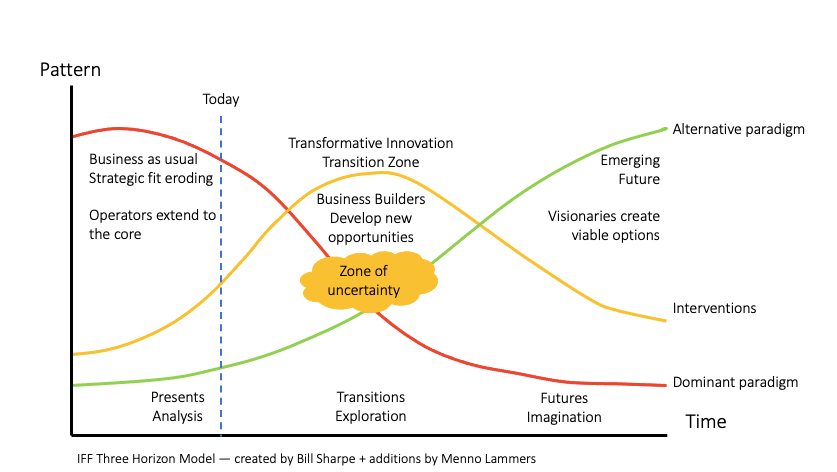 Pattern
Today
Transformative Innovation
Transition Zone
Alternative paradigm
Business as usual
Strategic fit eroding
Operators extend to
the core
Business Builders
Develop new
opportunities
Emerging
Future
Visionaries create
viable options
Zone of
uncertainty
Interventions
Dominant paradigm
Presents
Analysis
Transitions
Exploration
Futures
Imagination
Time
IFF Three Horizon Model — created by Bill Sharpe + additions by Menno Lammers